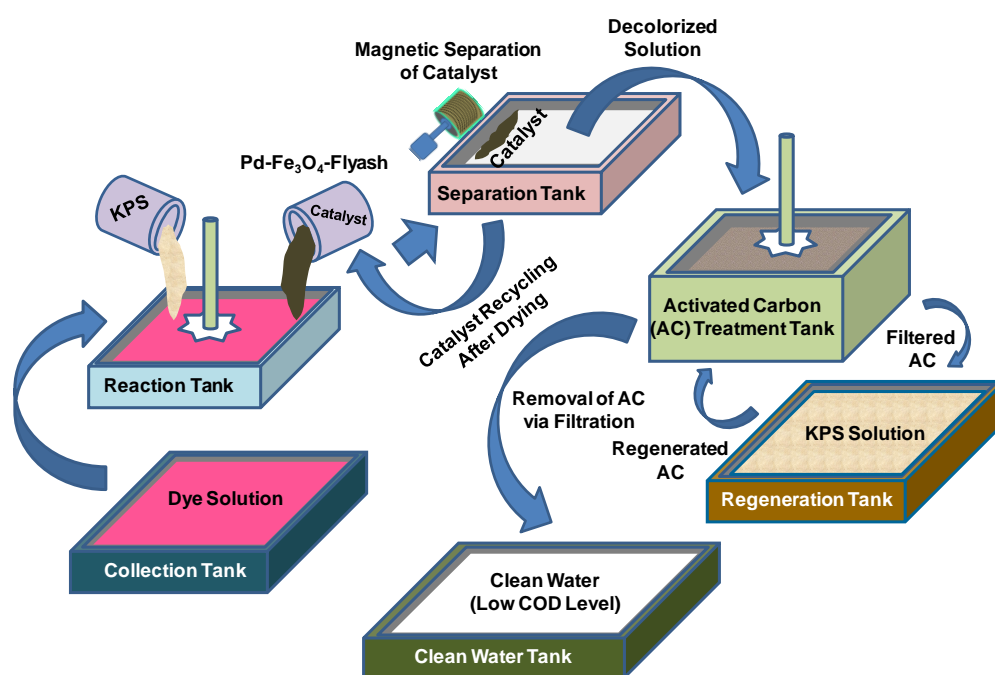 Decolorized
Solution
Magnetic Separation
of Catalyst
Catalyst
Separation Tank
Pd-Fe₃O₄-Flyash
KPS
Catalyst
Reaction Tank
Catalyst Recycling
After Drying
Activated Carbon
(AC) Treatment Tank
Filtered
AC
Removal of AC
via Filtration
Regenerated
AC
KPS Solution
Regeneration Tank
Dye Solution
Collection Tank
Clean Water
(Low COD Level)
Clean Water Tank